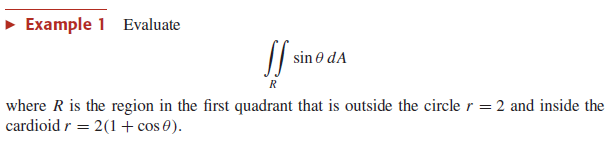 ► Example 1 Evaluate
∬ sin θ dA
R
where R is the region in the first quadrant that is outside the circle r = 2 and inside the
cardioid r = 2(1 + cos θ).